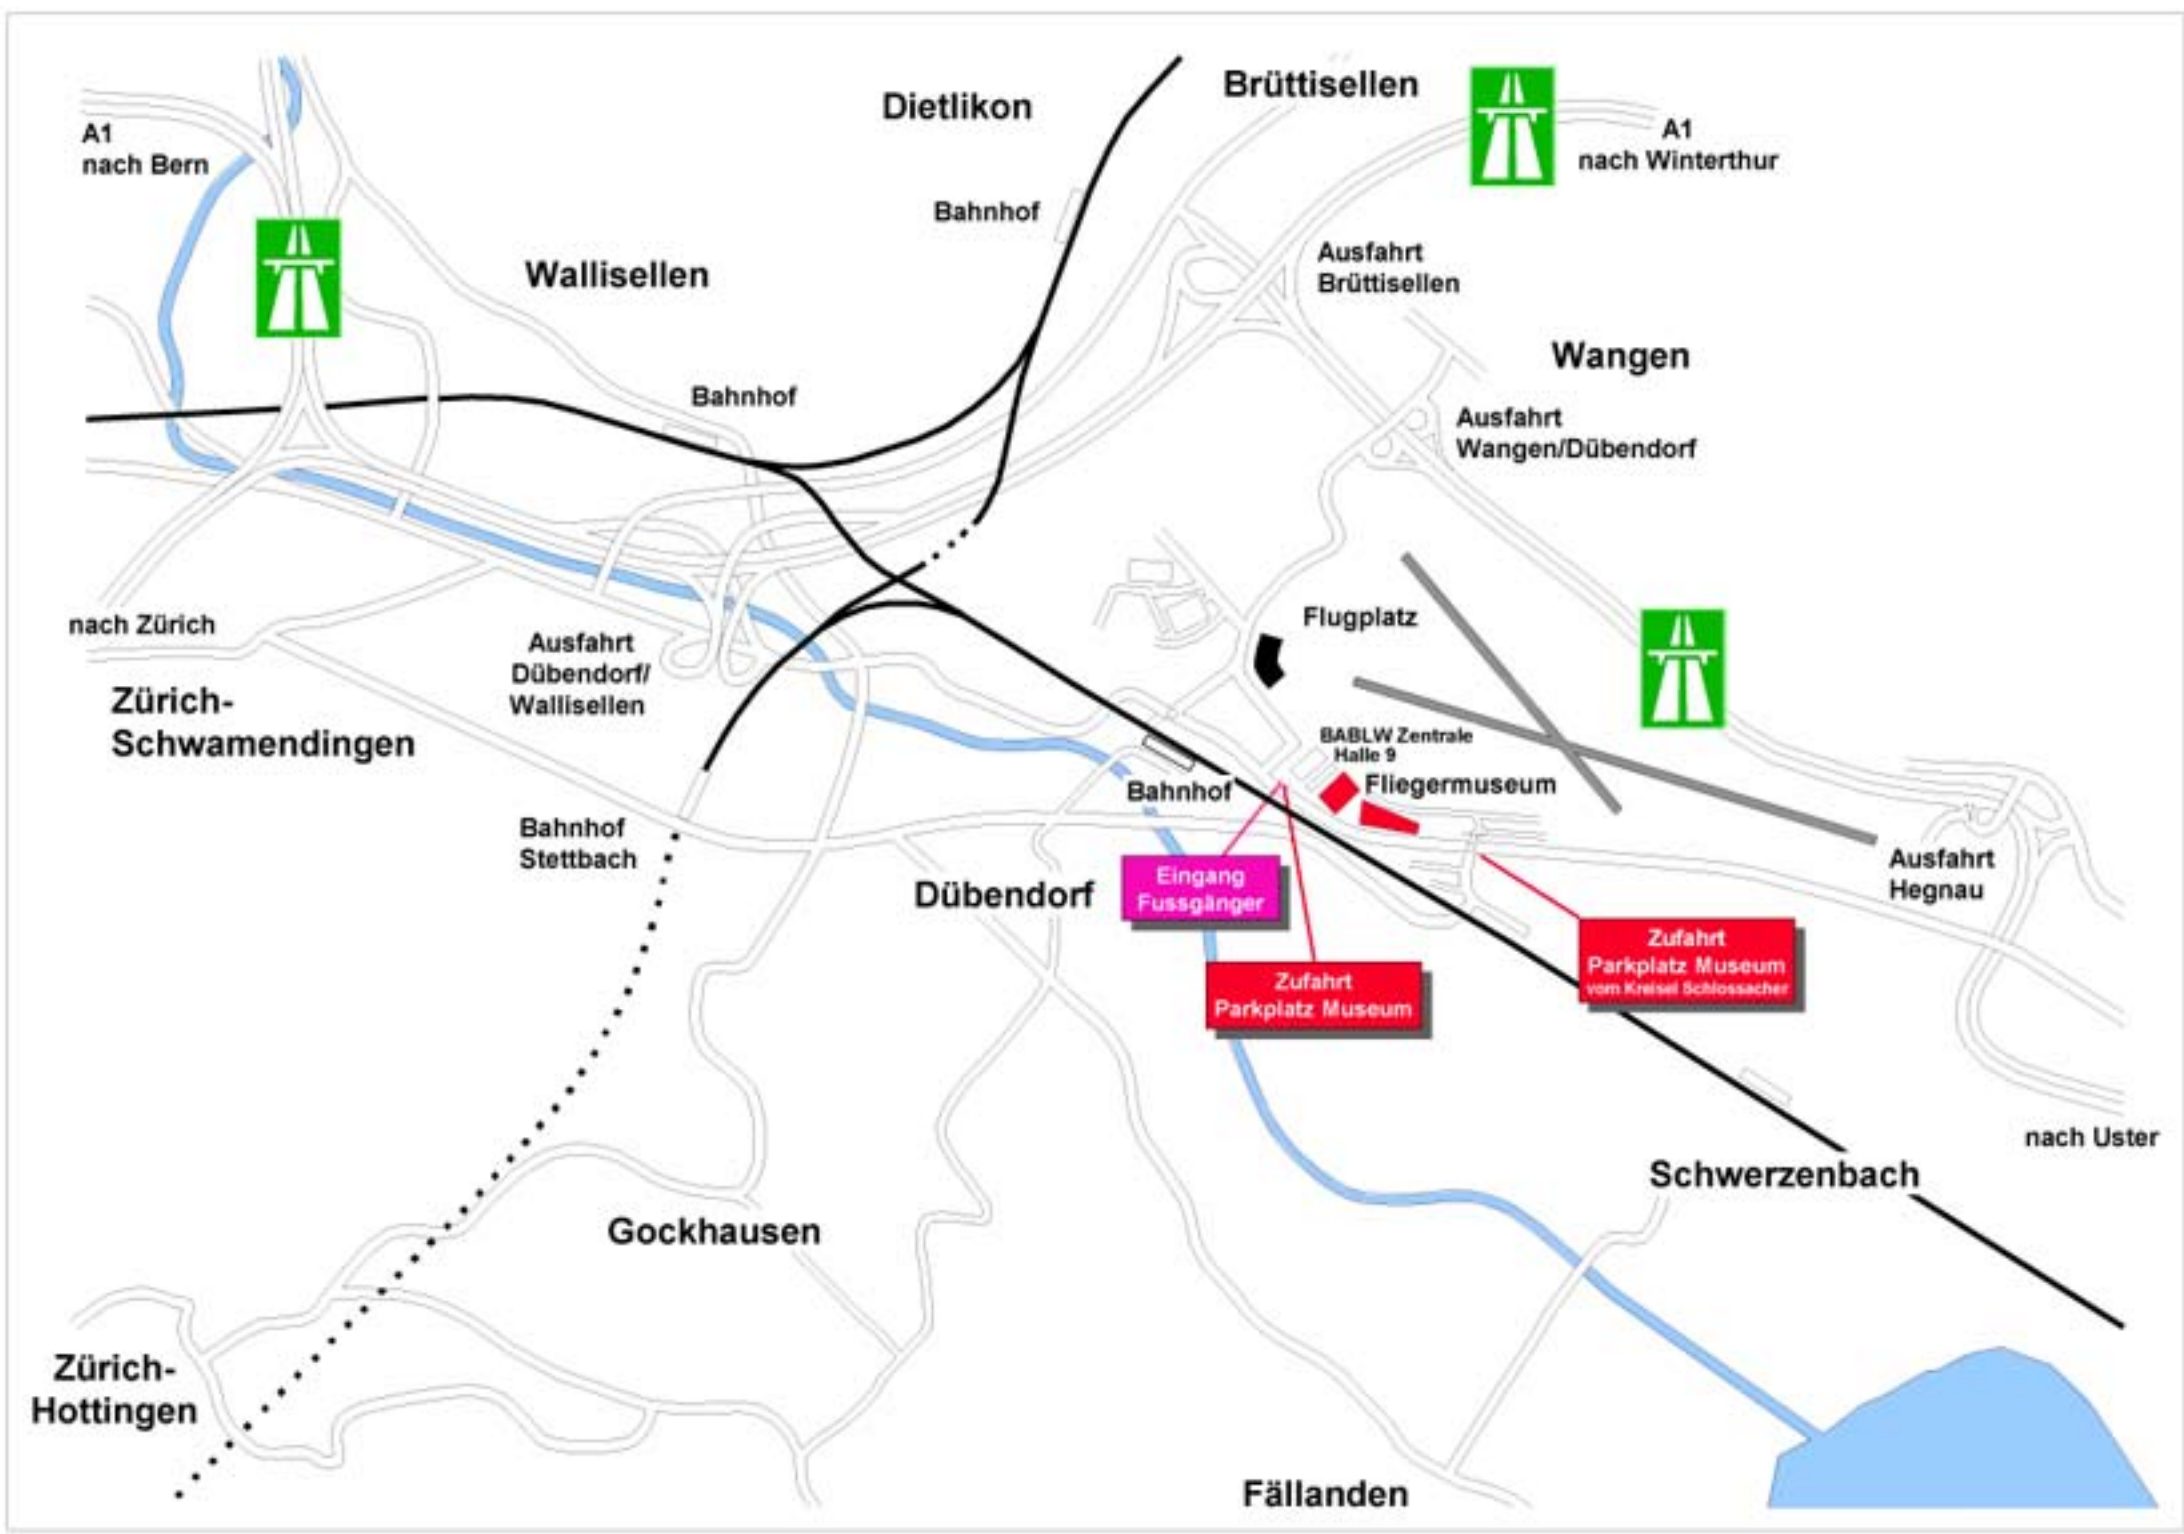 Brüttisellen
Dietlikon
A1
nach Bern
A1
nach Winterthur
Bahnhof
Wallisellen
Ausfahrt
Brüttisellen
Wangen
Bahnhof
Ausfahrt
Wangen/Dübendorf
nach Zürich
Flugplatz
Ausfahrt
Dübendorf/
Wallisellen
Zürich-
Schwamendingen
BABLW Zentrale
Halle 9
Fliegermuseum
Bahnhof
Bahnhof
Stettbach
Ausfahrt
Hegnau
Dübendorf
Eingang
Fussgänger
Zufahrt
Parkplatz Museum
vom Kreisel Schlossacher
Zufahrt
Parkplatz Museum
nach Uster
Schwerzenbach
Gockhausen
Zürich-
Hottingen
Fällanden